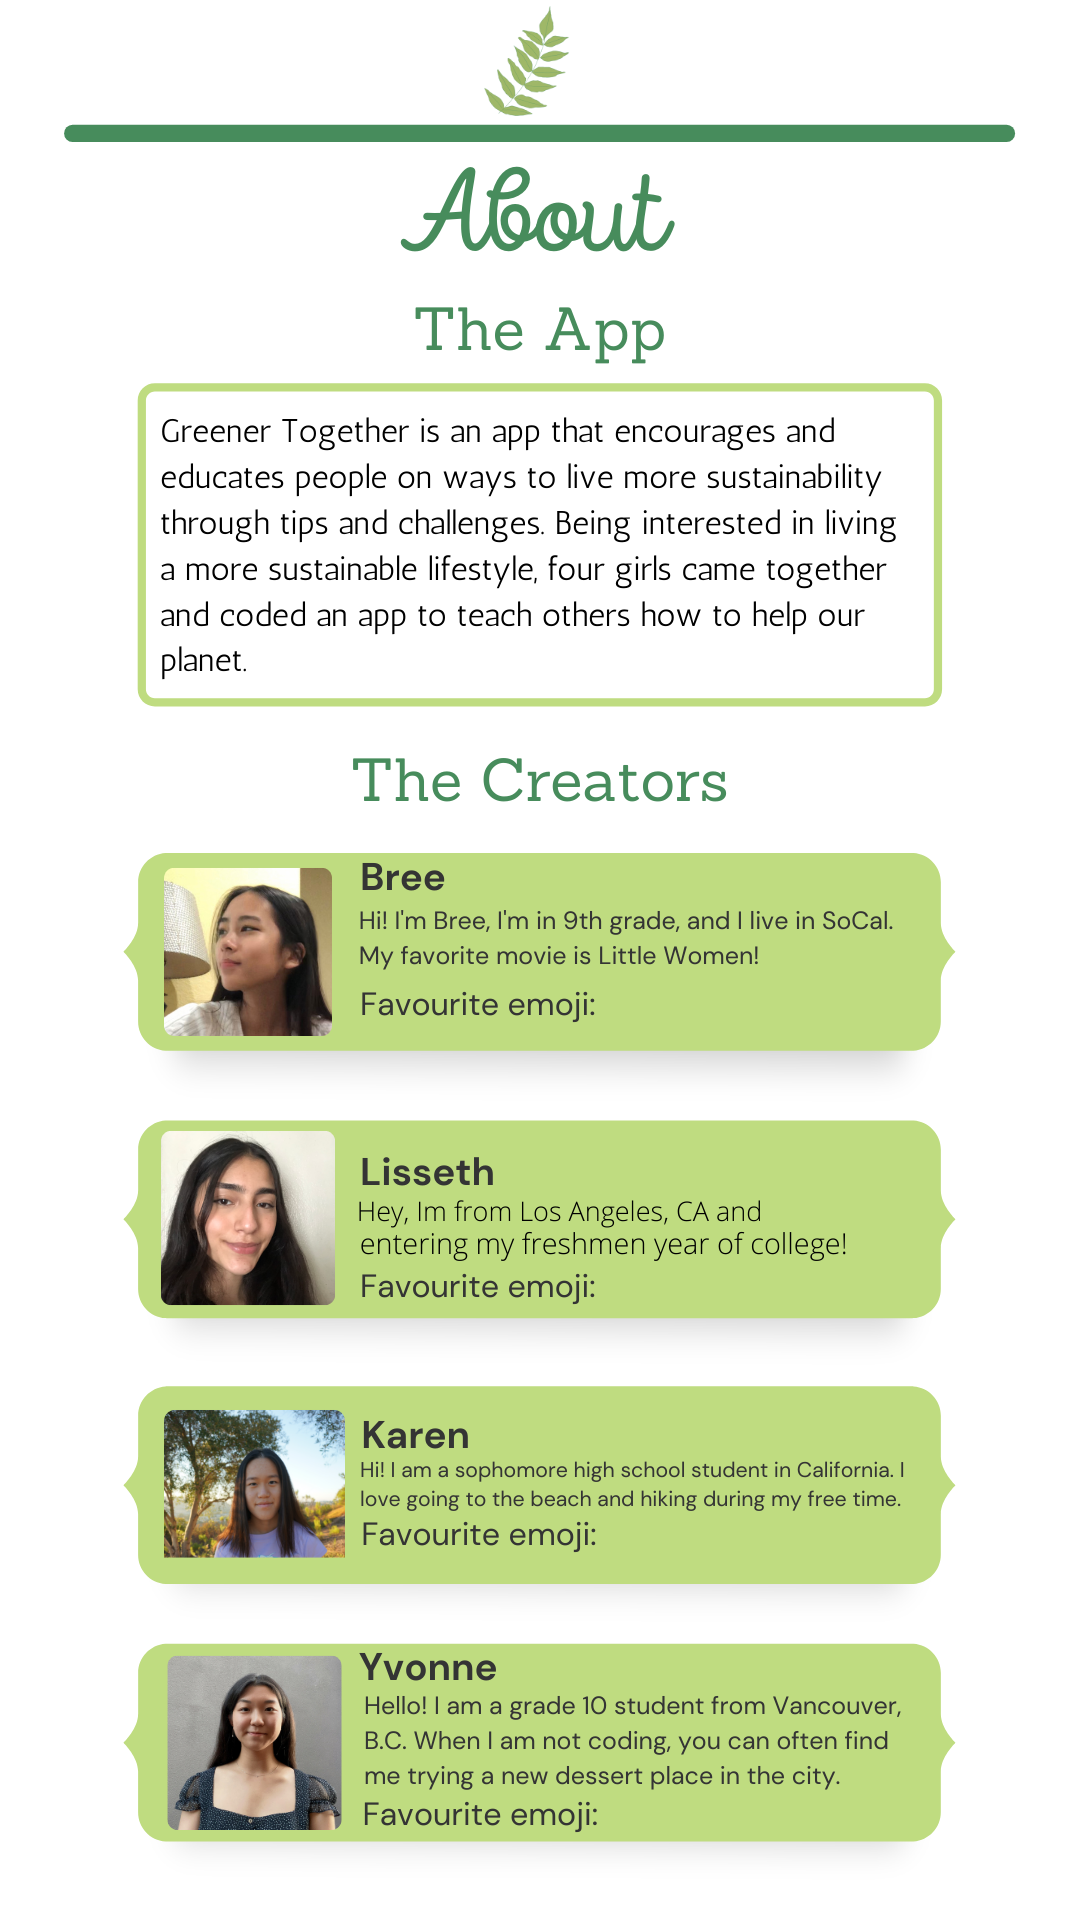 About
The App
Greener Together is an app that encourages and
educates people on ways to live more sustainability
through tips and challenges. Being interested in living
a more sustainable lifestyle, four girls came together
and coded an app to teach others how to help our
planet.
The Creators
Bree
Hi! I'm Bree, I'm in 9th grade, and I live in SoCal.
My favorite movie is Little Women!
Favourite emoji:
Lisseth
Hey, Im from Los Angeles, CA and
entering my freshmen year of college!
Favourite emoji:
Karen
Hi! I am a sophomore high school student in California. I
love going to the beach and hiking during my free time.
Favourite emoji:
Yvonne
Hello! I am a grade 10 student from Vancouver,
B.C. When I am not coding, you can often find
me trying a new dessert place in the city.
Favourite emoji: